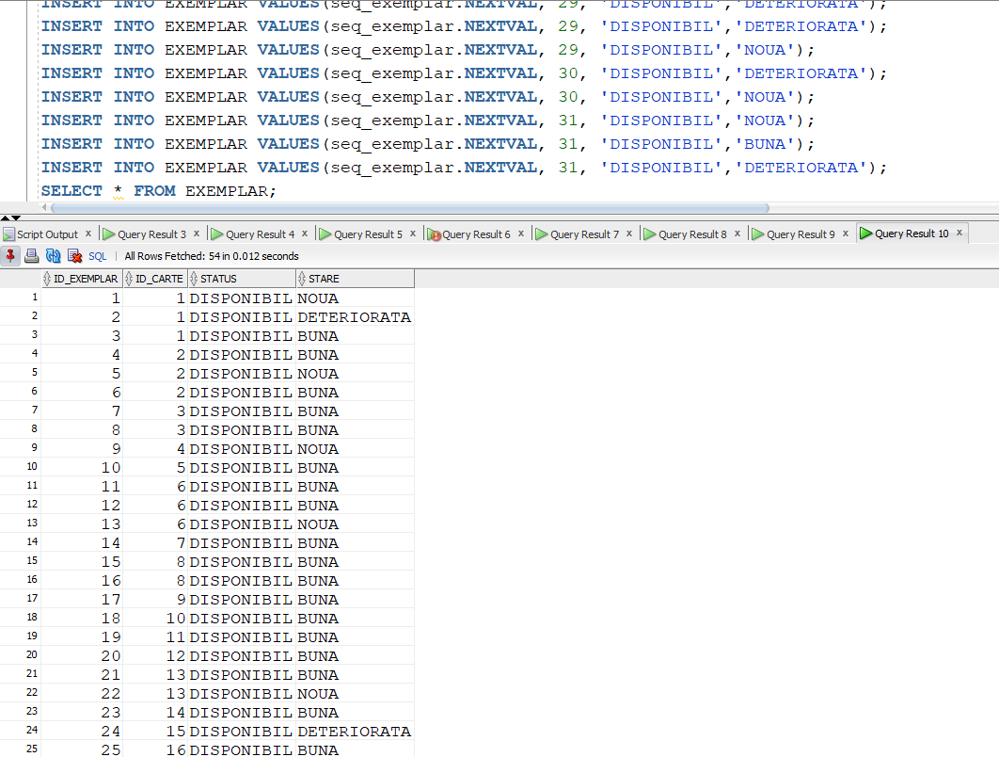 INSERT INTO EXEMPLAR VALUES(seq_exemplar.NEXTVAL, 29, 'DISPONIBIL','DETERIORATA');
INSERT INTO EXEMPLAR VALUES(seq_exemplar.NEXTVAL, 29, 'DISPONIBIL','DETERIORATA');
INSERT INTO EXEMPLAR VALUES(seq_exemplar.NEXTVAL, 29, 'DISPONIBIL','NOUA');
INSERT INTO EXEMPLAR VALUES(seq_exemplar.NEXTVAL, 30, 'DISPONIBIL','DETERIORATA');
INSERT INTO EXEMPLAR VALUES(seq_exemplar.NEXTVAL, 30, 'DISPONIBIL','NOUA');
INSERT INTO EXEMPLAR VALUES(seq_exemplar.NEXTVAL, 31, 'DISPONIBIL','NOUA');
INSERT INTO EXEMPLAR VALUES(seq_exemplar.NEXTVAL, 31, 'DISPONIBIL','BUNA');
INSERT INTO EXEMPLAR VALUES(seq_exemplar.NEXTVAL, 31, 'DISPONIBIL','DETERIORATA');
SELECT * FROM EXEMPLAR;
Script Output x Query Result 3 x Query Result 4 x Query Result 5 x Query Result 6 x Query Result 7 x Query Result 8 x Query Result 9 x Query Result 10 x
SQL | All Rows Fetched: 54 in 0.012 seconds
ID_EXEMPLAR ID_CARTE STATUS STARE
1 1 1 DISPONIBIL NOUA
2 2 1 DISPONIBIL DETERIORATA
3 3 1 DISPONIBIL BUNA
4 4 2 DISPONIBIL BUNA
5 5 2 DISPONIBIL NOUA
6 6 2 DISPONIBIL BUNA
7 7 3 DISPONIBIL BUNA
8 8 3 DISPONIBIL BUNA
9 9 4 DISPONIBIL NOUA
10 10 5 DISPONIBIL BUNA
11 11 6 DISPONIBIL BUNA
12 12 6 DISPONIBIL BUNA
13 13 6 DISPONIBIL NOUA
14 14 7 DISPONIBIL BUNA
15 15 8 DISPONIBIL BUNA
16 16 8 DISPONIBIL BUNA
17 17 9 DISPONIBIL BUNA
18 18 10 DISPONIBIL BUNA
19 19 11 DISPONIBIL BUNA
20 20 12 DISPONIBIL BUNA
21 21 13 DISPONIBIL BUNA
22 22 13 DISPONIBIL NOUA
23 23 14 DISPONIBIL BUNA
24 24 15 DISPONIBIL DETERIORATA
25 25 16 DISPONIBIL BUNA